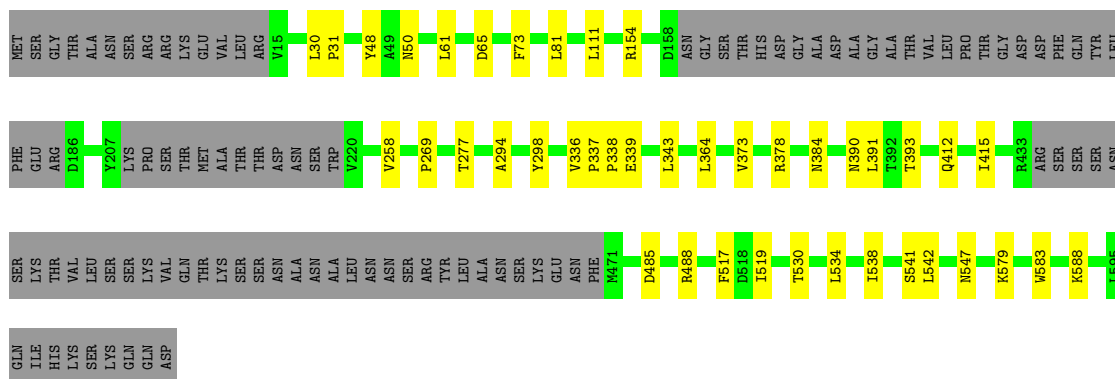 MET SER GLY THR ALA ASN SER ARG ARG LYS GLU VAL LEU ARG V15 L30 P31 Y48 A49 N50 L61 D65 F73 L81 L111 R154 D158 ASN GLY SER THR HIS ASP GLY ALA ASP ALA GLY ALA THR VAL LEU PRO THR GLY ASP ASP PHE GLN TYR LEU
PHE GLU ARG D186 Y207 LYS PRO SER THR MET ALA THR THR ASP ASN SER TRP V220 V258 P269 T277 A294 Y298 V336 P337 P338 E339 L343 L364 V373 R378 N384 N390 L391 T392 T393 Q412 I415 R433 ARG SER SER SER ASN
SER LYS THR VAL LEU SER SER LYS VAL GLN THR LYS SER SER ASN ALA ASN ALA LEU ASN ASN SER ARG TYR LEU ALA ASN SER LYS GLU ASN PHE M471 D485 R488 F517 D518 I519 T530 L534 I538 S541 L542 N547 K579 W583 K588
GLN ILE HIS LYS SER LYS GLN GLN ASP